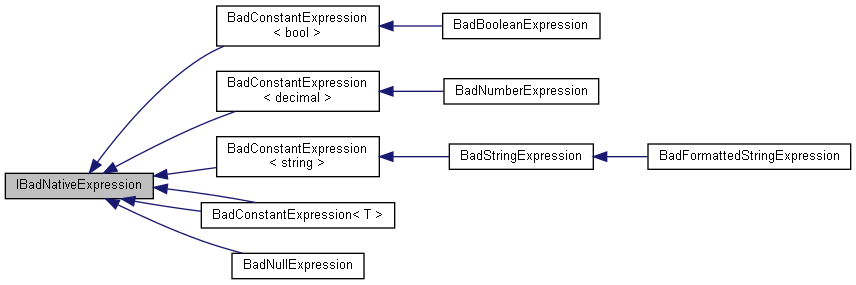 BadConstantExpression
< bool >
BadBooleanExpression
BadConstantExpression
< decimal >
BadNumberExpression
BadConstantExpression
< string >
BadStringExpression
BadFormattedStringExpression
IBadNativeExpression
BadConstantExpression< T >
BadNullExpression